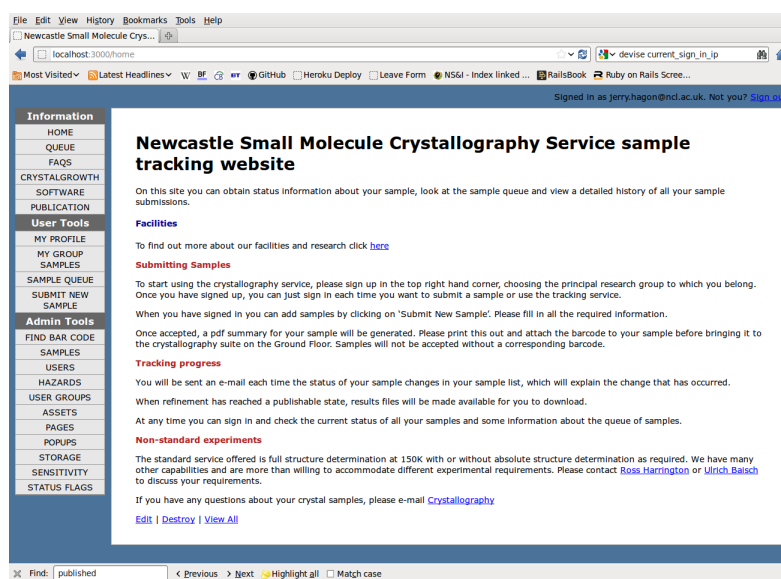 File Edit View History Bookmarks Tools Help
Newcastle Small Molecule Crys...
localhost:3000/home
devise current_sign_in_ip
Most Visited Latest Headlines W BF GitHub Heroku Deploy Leave Form NS&I - Index linked ... RailsBook Ruby on Rails Scree...
Signed in as jerry.hagon@ncl.ac.uk. Not you? Sign ou
Information
HOME
QUEUE
FAQS
CRYSTALGROWTH
SOFTWARE
PUBLICATION
User Tools
MY PROFILE
MY GROUP
SAMPLES
SAMPLE QUEUE
SUBMIT NEW
SAMPLE
Admin Tools
FIND BAR CODE
SAMPLES
USERS
HAZARDS
USER GROUPS
ASSETS
PAGES
POPUPS
STORAGE
SENSITIVITY
STATUS FLAGS
Newcastle Small Molecule Crystallography Service sample
tracking website
On this site you can obtain status information about your sample, look at the sample queue and view a detailed history of all your sample
submissions.
Facilities
To find out more about our facilities and research click here
Submitting Samples
To start using the crystallography service, please sign up in the top right hand corner, choosing the principal research group to which you belong.
Once you have signed up, you can just sign in each time you want to submit a sample or use the tracking service.
When you have signed in you can add samples by clicking on 'Submit New Sample'. Please fill in all the required information.
Once accepted, a pdf summary for your sample will be generated. Please print this out and attach the barcode to your sample before bringing it to
the crystallography suite on the Ground Floor. Samples will not be accepted without a corresponding barcode.
Tracking progress
You will be sent an e-mail each time the status of your sample changes in your sample list, which will explain the change that has occurred.
When refinement has reached a publishable state, results files will be made available for you to download.
At any time you can sign in and check the current status of all your samples and some information about the queue of samples.
Non-standard experiments
The standard service offered is full structure determination at 150K with or without absolute structure determination as required. We have many
other capabilities and are more than willing to accommodate different experimental requirements. Please contact Ross Harrington or Ulrich Baisch
to discuss your requirements.
If you have any questions about your crystal samples, please e-mail Crystallography
Edit | Destroy | View All
Find: published Previous Next Highlight all Match case